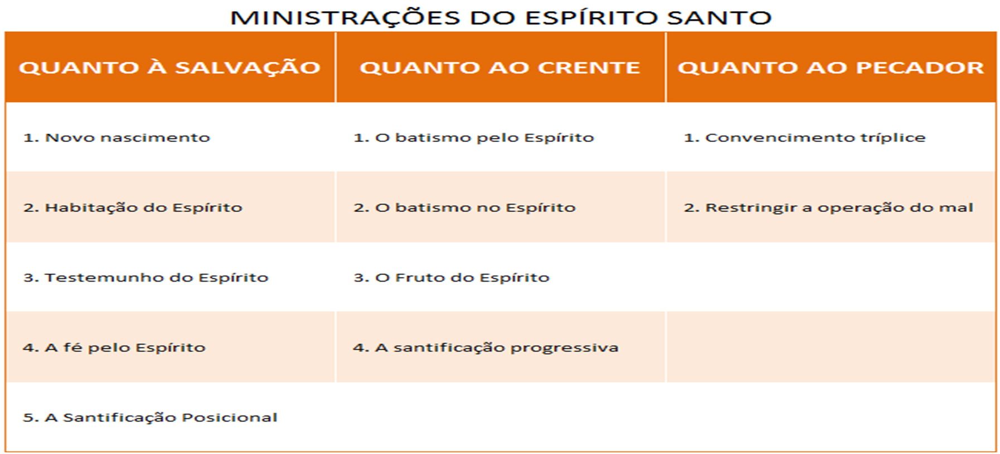 MINISTRAÇÕES DO ESPÍRITO SANTO
QUANTO À SALVAÇÃO
QUANTO AO CRENTE
QUANTO AO PECADOR
1. Novo nascimento
1. O batismo pelo Espírito
1. Convencimento tríplice
2. Habitação do Espírito
2. O batismo no Espírito
2. Restringir a operação do mal
3. Testemunho do Espírito
3. O Fruto do Espírito
4. A fé pelo Espírito
4. A santificação progressiva
5. A Santificação Posicional